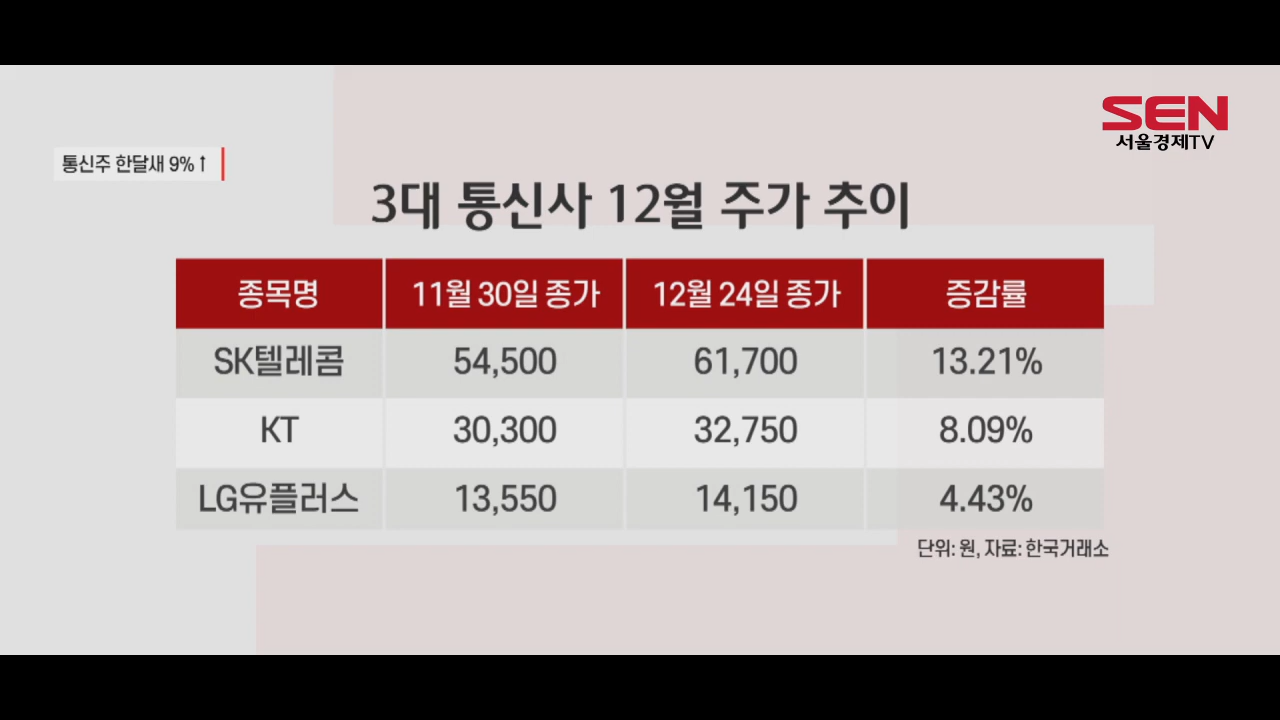 SEN
서울경제TV
통신주 한달새 9%↑
3대 통신사 12월 주가 추이
종목명 11월 30일 종가 12월 24일 종가 증감률
SK텔레콤 54,500 61,700 13.21%
KT 30,300 32,750 8.09%
LG유플러스 13,550 14,150 4.43%
단위: 원, 자료: 한국거래소